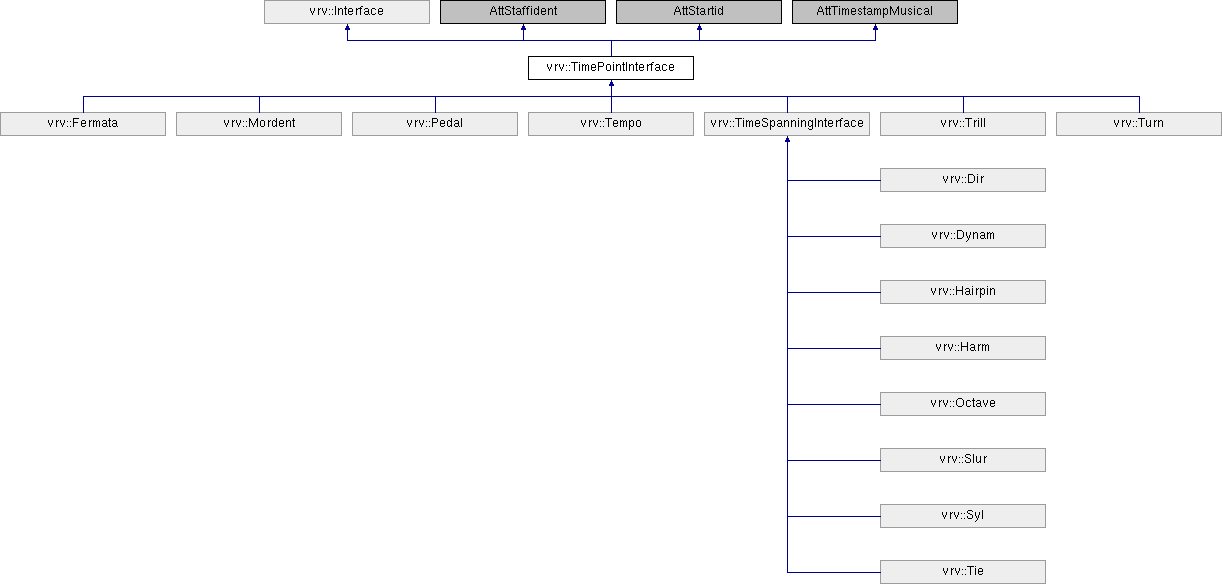 vrv::Interface
AttStaffident
AttStartid
AttTimestampMusical
vrv::TimePointInterface
vrv::Fermata
vrv::Mordent
vrv::Pedal
vrv::Tempo
vrv::TimeSpanningInterface
vrv::Trill
vrv::Turn
vrv::Dir
vrv::Dynam
vrv::Hairpin
vrv::Harm
vrv::Octave
vrv::Slur
vrv::Syl
vrv::Tie